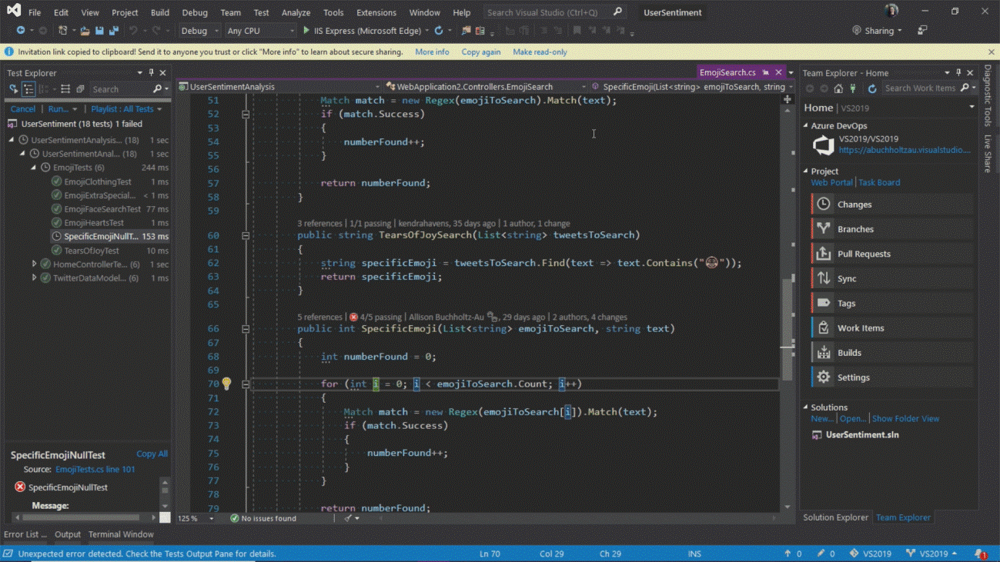 File Edit View Project Build Debug Team Test Analyze Tools Extensions Window Help Search Visual Studio (Ctrl+Q) UserSentiment
Debug Any CPU IIS Express (Microsoft Edge) Sharing
Invitation link copied to clipboard! Send it to anyone you trust or click "More info" to learn about secure sharing. More info Copy again Make read-only
Test Explorer
Search
Cancel Run... Playlist : All Tests
UserSentiment (18 tests) 1 failed
UserSentimentAnalysis... (18) 1 sec
UserSentimentAnal... (18) 1 sec
EmojiTests (6) 244 ms
EmojiClothingTest 1 ms
EmojiExtraSpecial... < 1 ms
EmojiFaceSearchTest 77 ms
EmojiHeartsTest 1 ms
SpecificEmojiNullT... 153 ms
TearsOfJoyTest 10 ms
HomeControllerTe... (6) 1 sec
TwitterDataModel... (6) 1 ms
SpecificEmojiNullTest Copy All
Source: EmojiTests.cs line 101
SpecificEmojiNullTest
Message:
EmojiSearch.cs
UserSentimentAnalysis WebApplication2.Controllers.EmojiSearch SpecificEmoji(List<string> emojiToSearch, string
51 Match match = new Regex(emojiToSearch).Match(text);
52 if (match.Success)
53 {
54 numberFound++;
55 }
56
57 return numberFound;
58 }
59
3 references | 1/1 passing | kendrahavens, 35 days ago | 1 author, 1 change
60 public string TearsOfJoySearch(List<string> tweetsToSearch)
61 {
62 string specificEmoji = tweetsToSearch.Find(text => text.Contains("😂"));
63 return specificEmoji;
64 }
65
5 references | 4/5 passing | Allison Buchholtz-Au, 29 days ago | 2 authors, 4 changes
66 public int SpecificEmoji(List<string> emojiToSearch, string text)
67 {
68 int numberFound = 0;
69
70 for (int i = 0; i < emojiToSearch.Count; i++)
71 {
72 Match match = new Regex(emojiToSearch[i]).Match(text);
73 if (match.Success)
74 {
75 numberFound++;
76 }
77 }
78
79 return numberFound;
125 % No issues found
Team Explorer - Home
Search Work Items
Home | VS2019
Azure DevOps
VS2019/VS2019
https://abuchholtzau.visualstudio....
Project
Web Portal | Task Board
Changes
Branches
Pull Requests
Sync
Tags
Work Items
Builds
Settings
Solutions
New... | Open... | Show Folder View
UserSentiment.sln
Solution Explorer Team Explorer
Diagnostic Tools
Live Share
Error List ... Output Terminal Window
Unexpected error detected. Check the Tests Output Pane for details. Ln 70 Col 29 Ch 29 INS 0 0 VS2019 VS2019 1